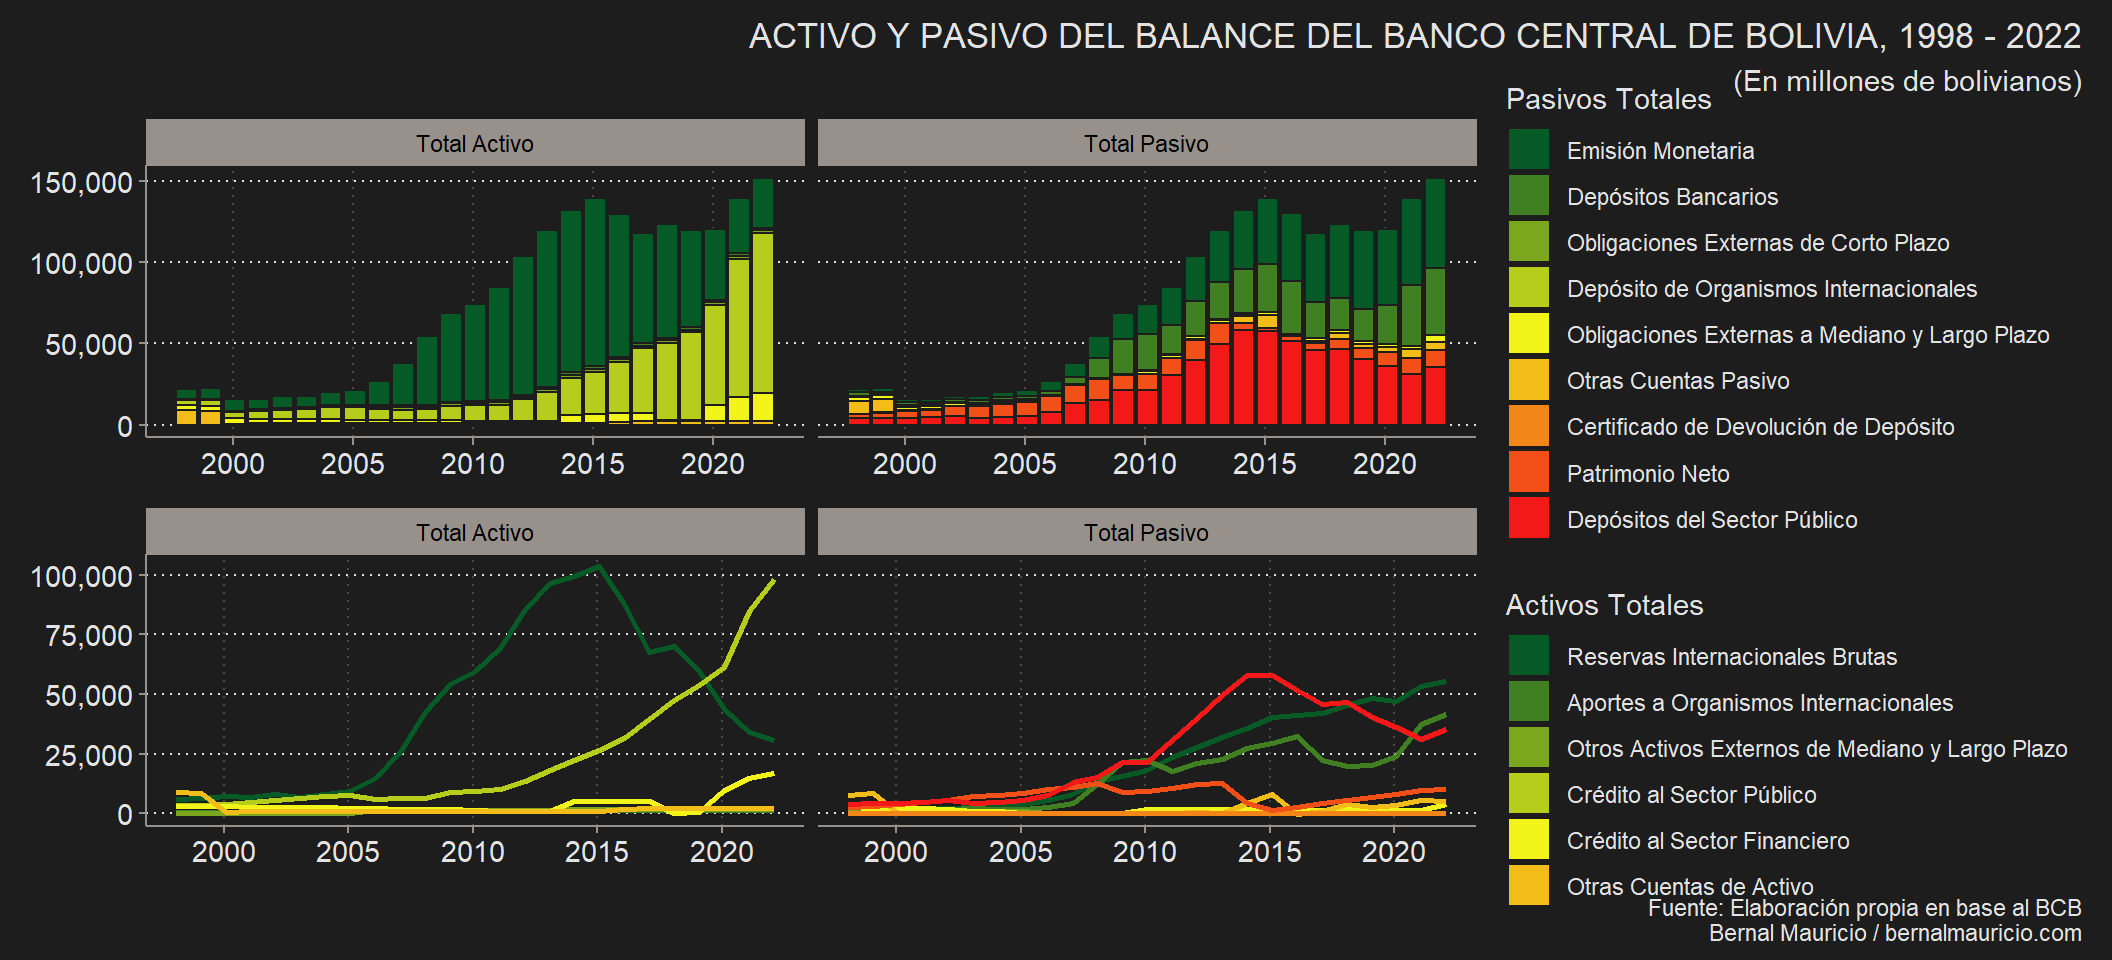 ACTIVO Y PASIVO DEL BALANCE DEL BANCO CENTRAL DE BOLIVIA, 1998 - 2022
(En millones de bolivianos)
Total Activo
Total Pasivo
150,000
100,000
50,000
0
2000 2005 2010 2015 2020
2000 2005 2010 2015 2020
Total Activo
Total Pasivo
100,000
75,000
50,000
25,000
0
2000 2005 2010 2015 2020
2000 2005 2010 2015 2020
Pasivos Totales
Emisión Monetaria
Depósitos Bancarios
Obligaciones Externas de Corto Plazo
Depósito de Organismos Internacionales
Obligaciones Externas a Mediano y Largo Plazo
Otras Cuentas Pasivo
Certificado de Devolución de Depósito
Patrimonio Neto
Depósitos del Sector Público
Activos Totales
Reservas Internacionales Brutas
Aportes a Organismos Internacionales
Otros Activos Externos de Mediano y Largo Plazo
Crédito al Sector Público
Crédito al Sector Financiero
Otras Cuentas de Activo
Fuente: Elaboración propia en base al BCB
Bernal Mauricio / bernalmauricio.com